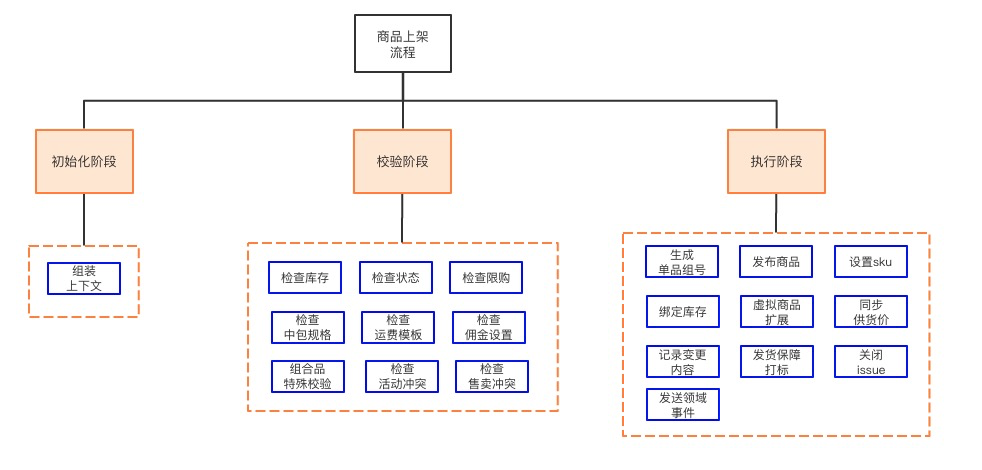 商品上架
流程
初始化阶段
校验阶段
执行阶段
组装
上下文
检查库存
检查状态
检查限购
检查
中包规格
检查
运费模板
检查
佣金设置
组合品
特殊校验
检查
活动冲突
检查
售卖冲突
生成
单品组号
发布商品
设置sku
绑定库存
虚拟商品
扩展
同步
供货价
记录变更
内容
发货保障
打标
关闭
issue
发送领域
事件